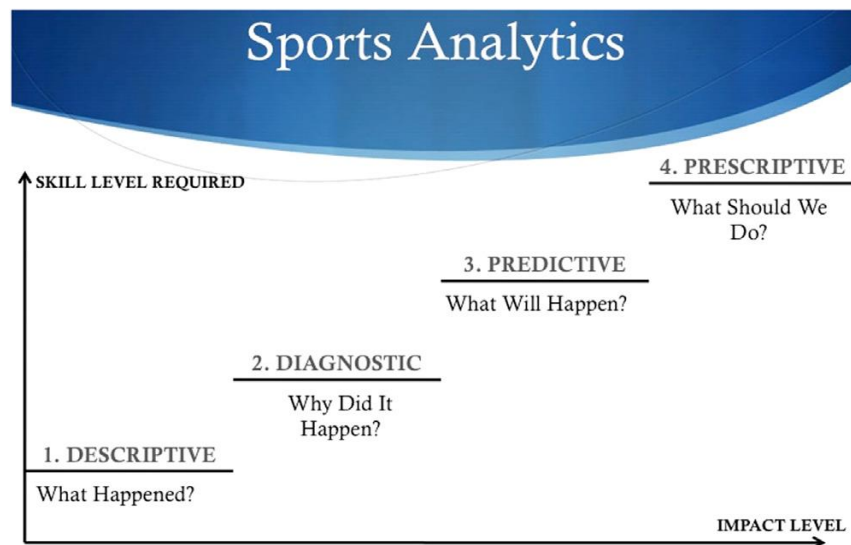 Sports Analytics
SKILL LEVEL REQUIRED
4. PRESCRIPTIVE
What Should We
Do?
3. PREDICTIVE
What Will Happen?
2. DIAGNOSTIC
Why Did It
Happen?
1. DESCRIPTIVE
What Happened?
IMPACT LEVEL